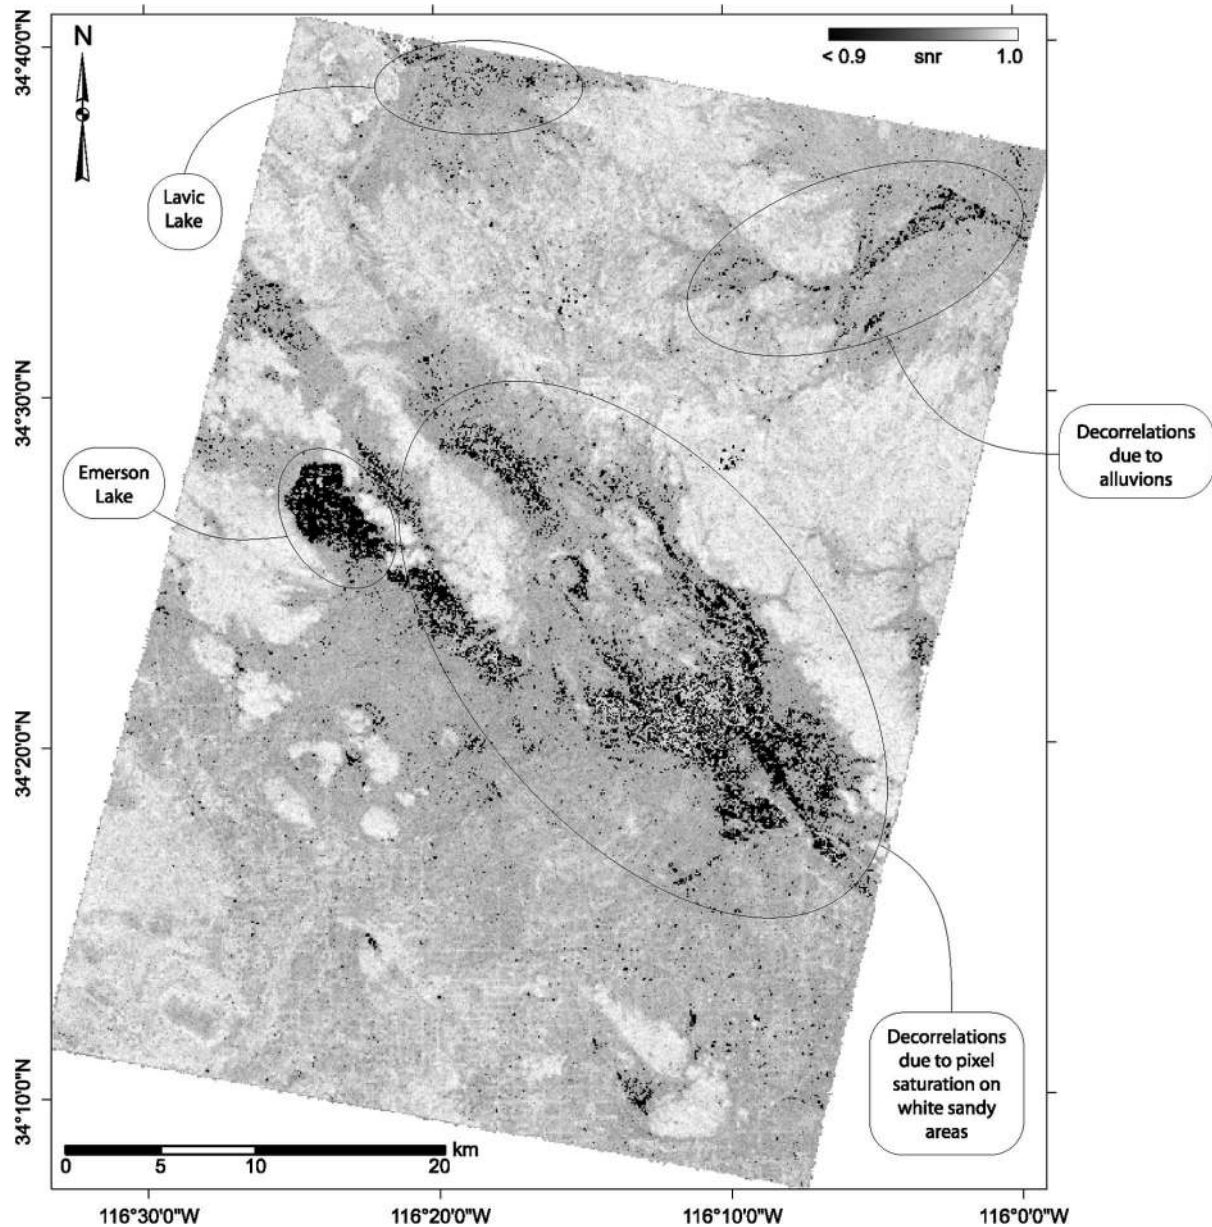 N
< 0.9 snr 1.0
34°40'0"N
34°30'0"N
34°20'0"N
34°10'0"N
Lavic
Lake
Emerson
Lake
Decorrelations
due to
alluvions
Decorrelations
due to pixel
saturation on
white sandy
areas
km
0 5 10 20
116°30'0"W 116°20'0"W 116°10'0"W 116°0'0"W